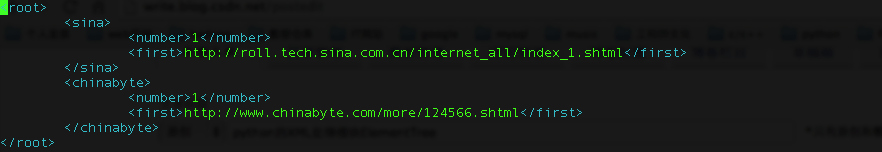 <root>
<sina>
<number>1</number>
<first>http://roll.tech.sina.com.cn/internet_all/index_1.shtml</first>
</sina>
<chinabyte>
<number>1</number>
<first>http://www.chinabyte.com/more/124566.shtml</first>
</chinabyte>
</root>